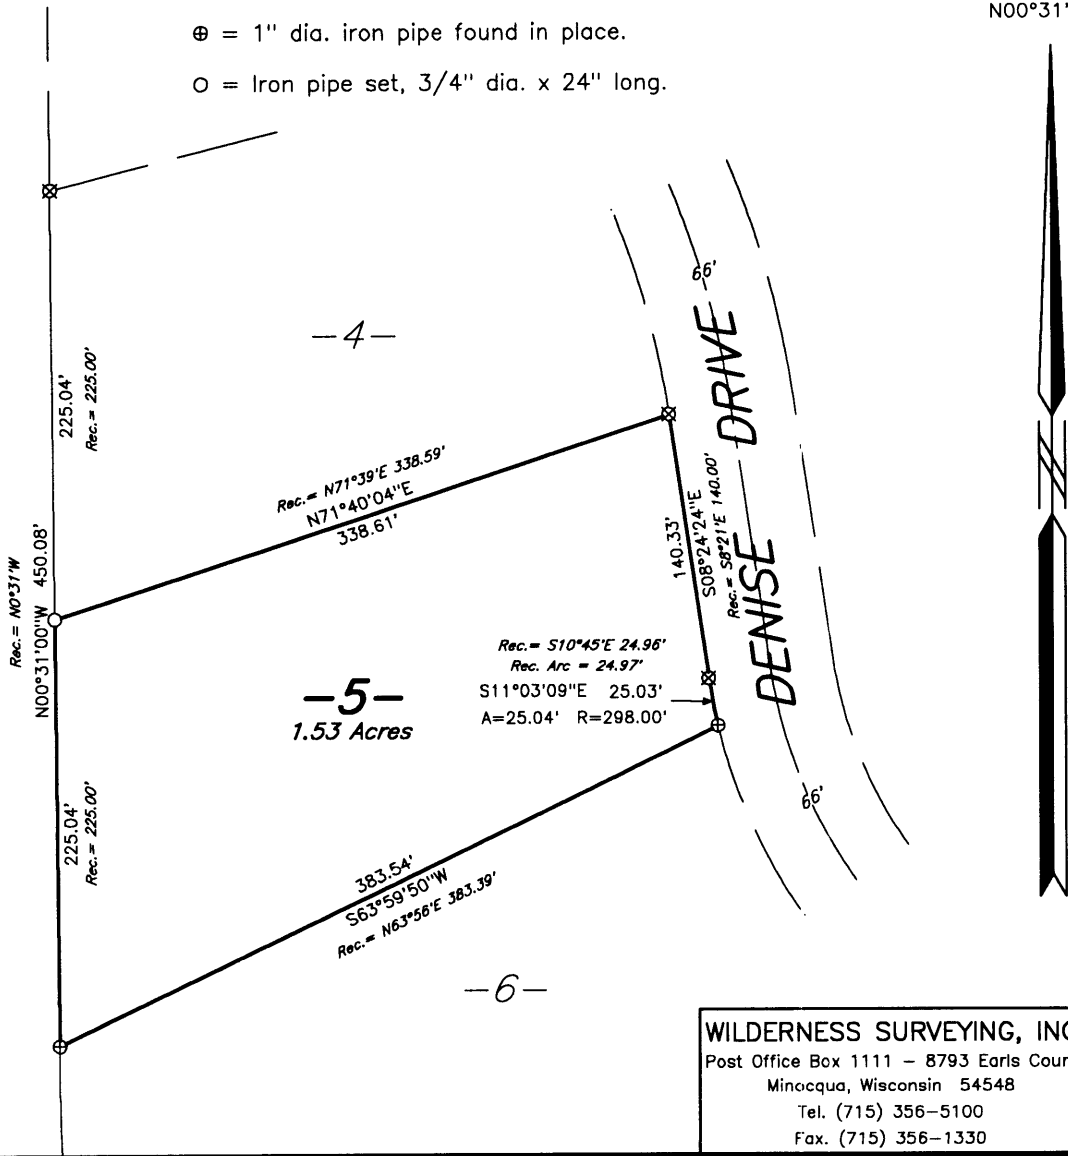 N00°31'
⊕ = 1" dia. iron pipe found in place.
O = Iron pipe set, 3/4" dia. x 24" long.
66'
-4-
DENISE DRIVE
225.04'
Rec.= 225.00'
Rec.= N71°39'E 338.59'
N71°40'04"E
338.61'
140.33'
S08°24'24"E
Rec.= S8°21'E 140.00'
Rec.= N0°31'W
N00°31'00"W 450.08'
Rec.= S10°45'E 24.96'
Rec. Arc = 24.97'
S11°03'09"E 25.03'
A=25.04' R=298.00'
-5-
1.53 Acres
66'
225.04'
Rec.= 225.00'
383.54'
S63°59'50"W
Rec.= N63°56'E 383.39'
-6-
WILDERNESS SURVEYING, INC
Post Office Box 1111 - 8793 Earls Cour
Minocqua, Wisconsin 54548
Tel. (715) 356-5100
Fax. (715) 356-1330